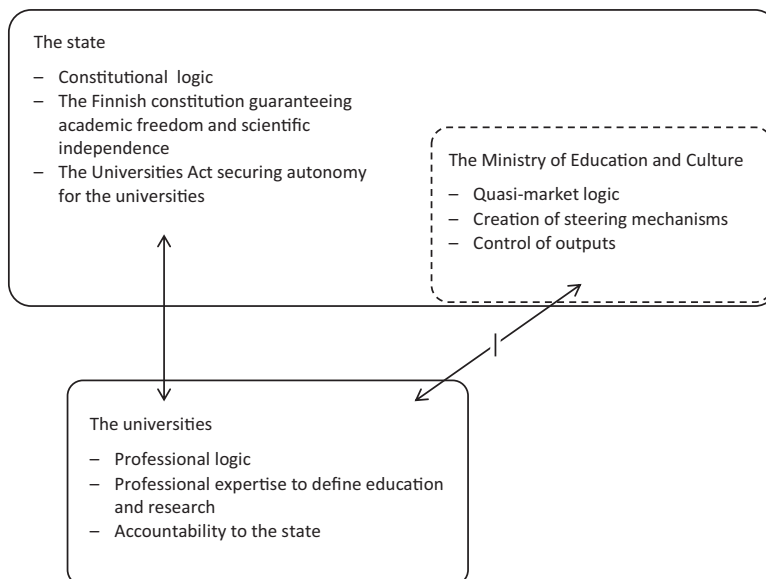 The state
– Constitutional logic
– The Finnish constitution guaranteeing
academic freedom and scientific
independence
– The Universities Act securing autonomy
for the universities
The Ministry of Education and Culture
– Quasi-market logic
– Creation of steering mechanisms
– Control of outputs
The universities
– Professional logic
– Professional expertise to define education
and research
– Accountability to the state